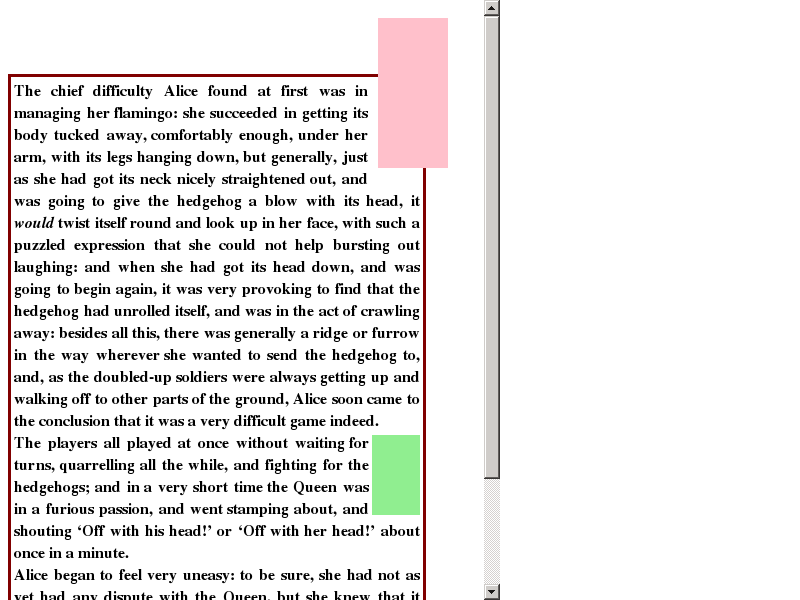 The chief difficulty Alice found at first was in
managing her flamingo: she succeeded in getting its
body tucked away, comfortably enough, under her
arm, with its legs hanging down, but generally, just
as she had got its neck nicely straightened out, and
was going to give the hedgehog a blow with its head, it
would twist itself round and look up in her face, with such a
puzzled expression that she could not help bursting out
laughing: and when she had got its head down, and was
going to begin again, it was very provoking to find that the
hedgehog had unrolled itself, and was in the act of crawling
away: besides all this, there was generally a ridge or furrow
in the way wherever she wanted to send the hedgehog to,
and, as the doubled-up soldiers were always getting up and
walking off to other parts of the ground, Alice soon came to
the conclusion that it was a very difficult game indeed.
The players all played at once without waiting for
turns, quarrelling all the while, and fighting for the
hedgehogs; and in a very short time the Queen was
in a furious passion, and went stamping about, and
shouting ‘Off with his head!’ or ‘Off with her head!’ about
once in a minute.
Alice began to feel very uneasy: to be sure, she had not as
yet had any dispute with the Queen, but she knew that it